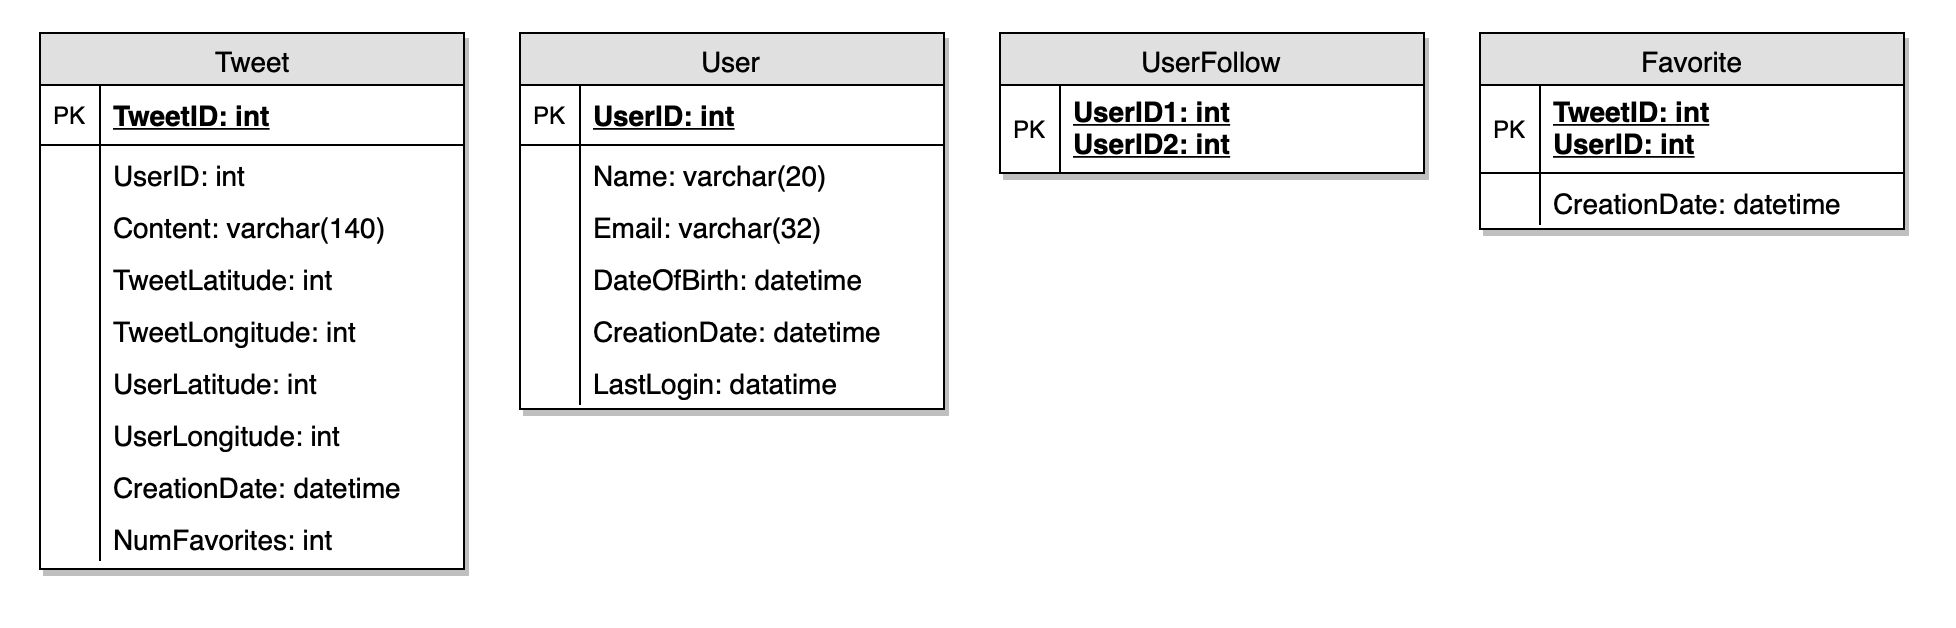 Tweet
PK
TweetID: int
UserID: int
Content: varchar(140)
TweetLatitude: int
TweetLongitude: int
UserLatitude: int
UserLongitude: int
CreationDate: datetime
NumFavorites: int
User
PK
UserID: int
Name: varchar(20)
Email: varchar(32)
DateOfBirth: datetime
CreationDate: datetime
LastLogin: datatime
UserFollow
PK
UserID1: int
UserID2: int
Favorite
PK
TweetID: int
UserID: int
CreationDate: datetime